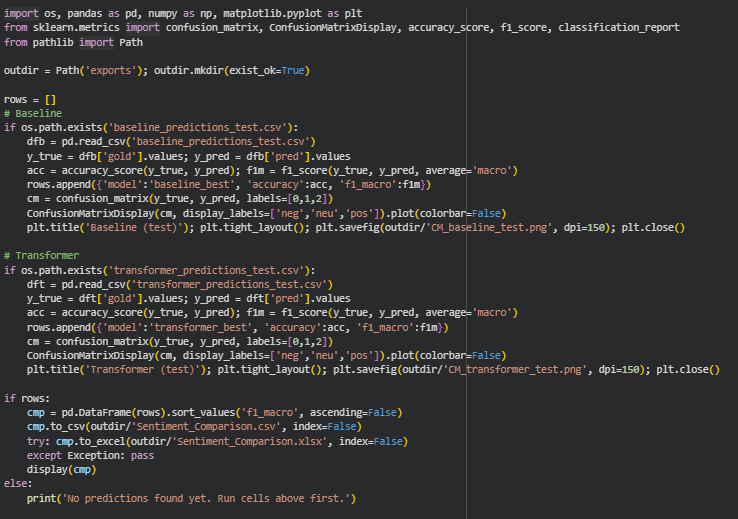 import os, pandas as pd, numpy as np, matplotlib.pyplot as plt
from sklearn.metrics import confusion_matrix, ConfusionMatrixDisplay, accuracy_score, f1_score, classification_report
from pathlib import Path

outdir = Path('exports'); outdir.mkdir(exist_ok=True)

rows = []
# Baseline
if os.path.exists('baseline_predictions_test.csv'):
    dfb = pd.read_csv('baseline_predictions_test.csv')
    y_true = dfb['gold'].values; y_pred = dfb['pred'].values
    acc = accuracy_score(y_true, y_pred); f1m = f1_score(y_true, y_pred, average='macro')
    rows.append({'model':'baseline_best', 'accuracy':acc, 'f1_macro':f1m})
    cm = confusion_matrix(y_true, y_pred, labels=[0,1,2])
    ConfusionMatrixDisplay(cm, display_labels=['neg','neu','pos']).plot(colorbar=False)
    plt.title('Baseline (test)'); plt.tight_layout(); plt.savefig(outdir/'CM_baseline_test.png', dpi=150); plt.close()

# Transformer
if os.path.exists('transformer_predictions_test.csv'):
    dft = pd.read_csv('transformer_predictions_test.csv')
    y_true = dft['gold'].values; y_pred = dft['pred'].values
    acc = accuracy_score(y_true, y_pred); f1m = f1_score(y_true, y_pred, average='macro')
    rows.append({'model':'transformer_best', 'accuracy':acc, 'f1_macro':f1m})
    cm = confusion_matrix(y_true, y_pred, labels=[0,1,2])
    ConfusionMatrixDisplay(cm, display_labels=['neg','neu','pos']).plot(colorbar=False)
    plt.title('Transformer (test)'); plt.tight_layout(); plt.savefig(outdir/'CM_transformer_test.png', dpi=150); plt.close()

if rows:
    cmp = pd.DataFrame(rows).sort_values('f1_macro', ascending=False)
    cmp.to_csv(outdir/'Sentiment_Comparison.csv', index=False)
    try: cmp.to_excel(outdir/'Sentiment_Comparison.xlsx', index=False)
    except Exception: pass
    display(cmp)
else:
    print('No predictions found yet. Run cells above first.')